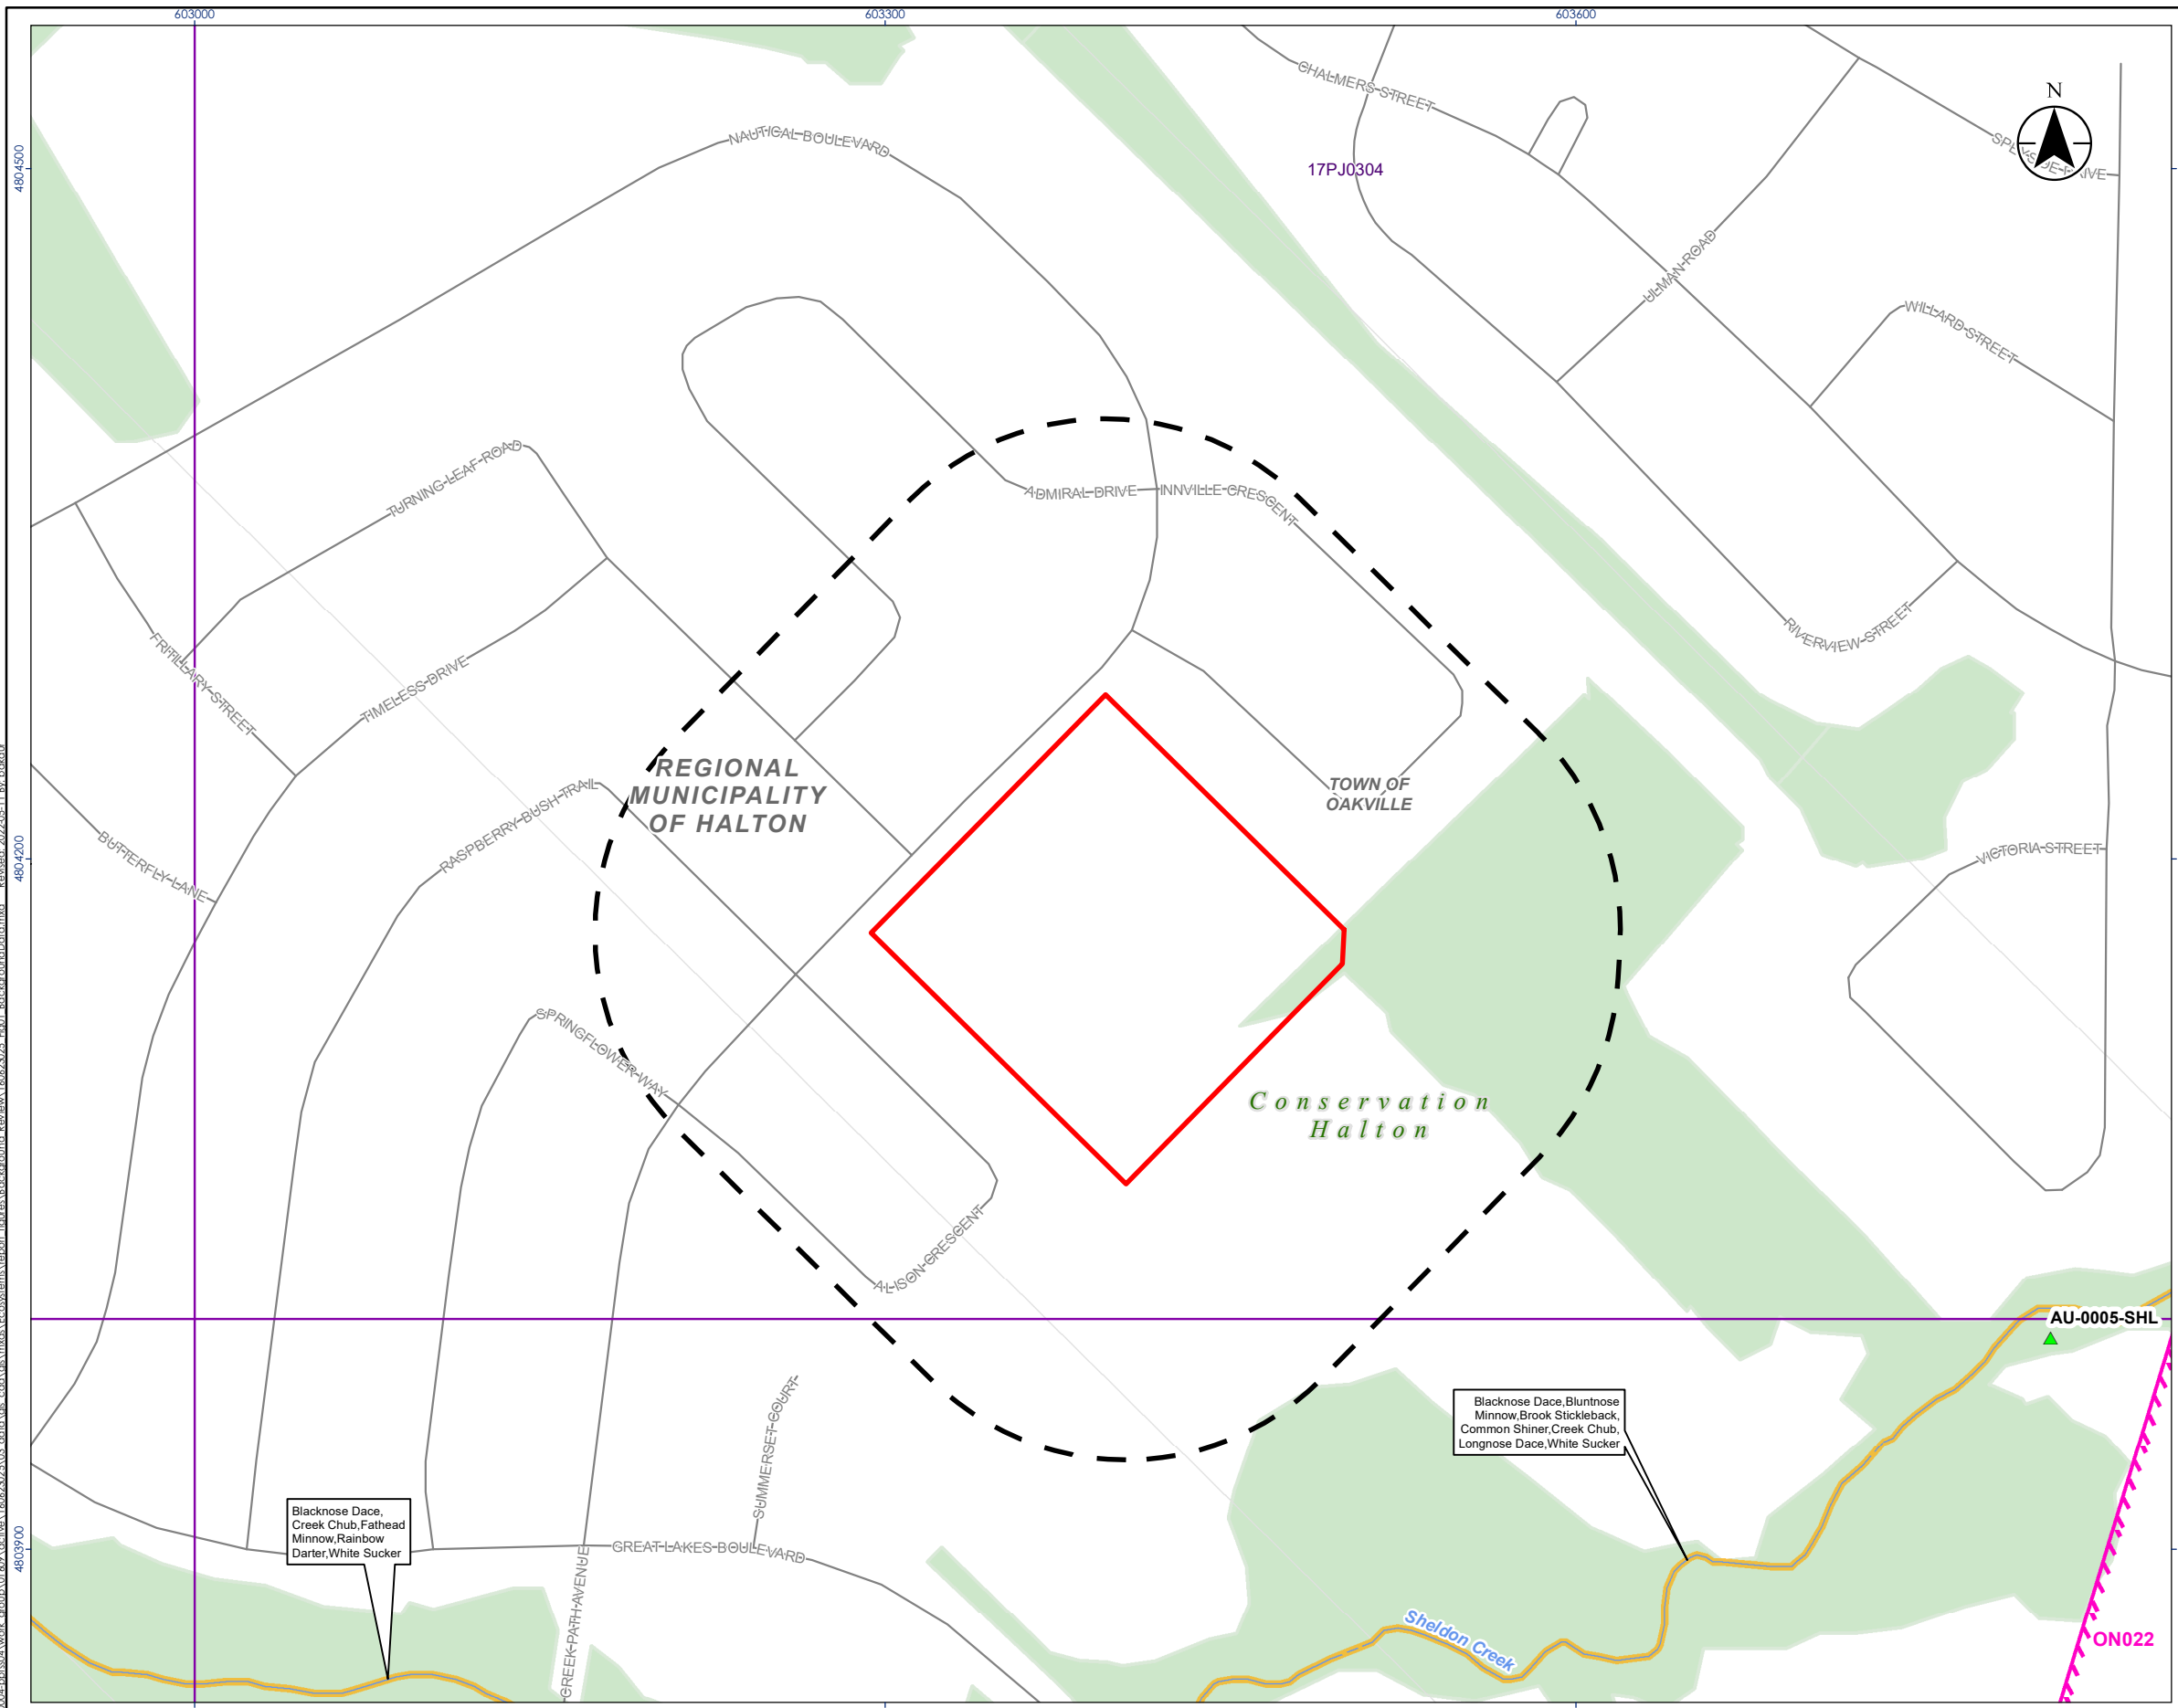 603000
603300
603600
4804500
4804200
4803900
N
CHALMERS STREET
NAUTICAL BOULEVARD
17PJ0304
ULMAN ROAD
WILLARD STREET
TURNING LEAF ROAD
ADMIRAL DRIVE
INNVILLE CRESCENT
FRITILLARY STREET
TIMELESS DRIVE
RIVERVIEW STREET
REGIONAL
MUNICIPALITY
OF HALTON
TOWN OF
OAKVILLE
RASPBERRY BUSH TRAIL
BUTTERFLY LANE
VICTORIA STREET
SPRINGFLOWER WAY
Conservation
Halton
ALISON CRESCENT
AU-0005-SHL
SUMMERSET COURT
Blacknose Dace,Bluntnose
Minnow,Brook Stickleback,
Common Shiner,Creek Chub,
Longnose Dace,White Sucker
Blacknose Dace,
Creek Chub,Fathead
Minnow,Rainbow
Darter,White Sucker
GREAT LAKES BOULEVARD
CREEK PATH AVENUE
Sheldon Creek
ON022